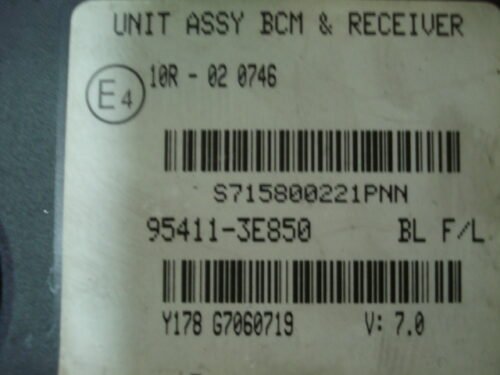 UNIT ASSY BCM & RECEIVER
E4
10R - 02 0746
S715800221PNN
95411-3E850 BL F/L
Y178 G7060719 V: 7.0